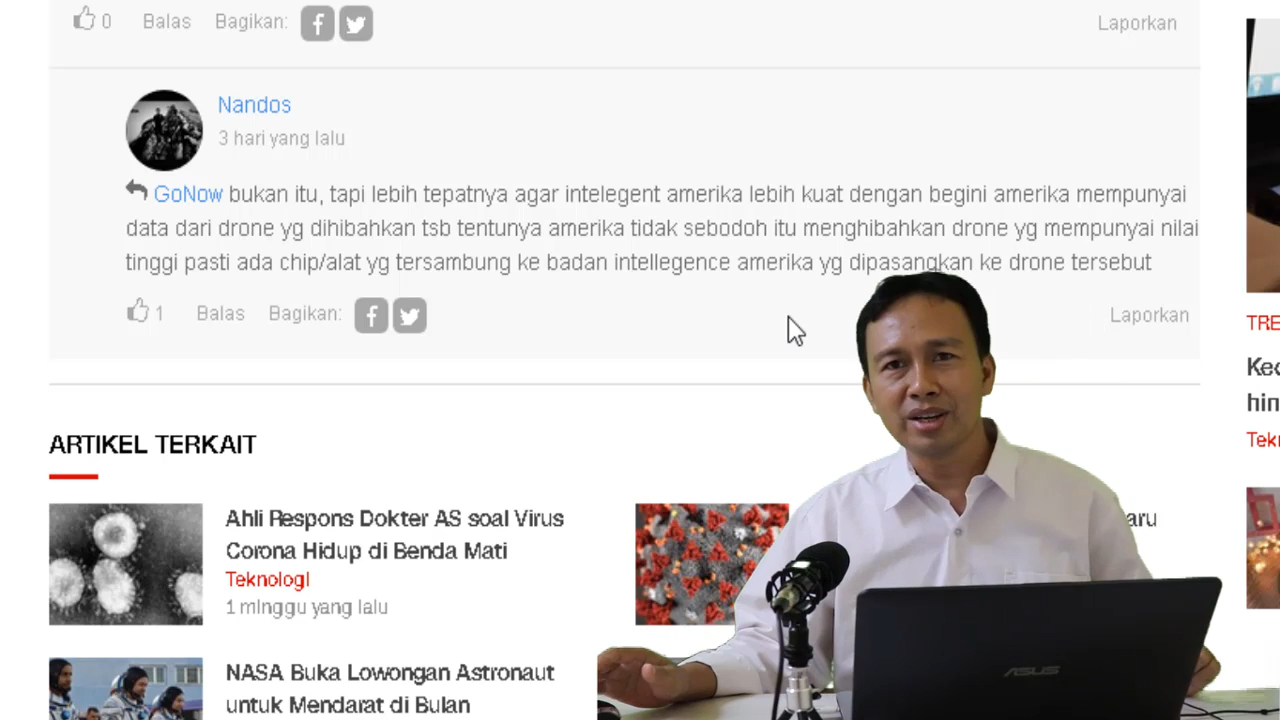 0 Balas Bagikan: Laporkan
Nandos
3 hari yang lalu
GoNow bukan itu, tapi lebih tepatnya agar intelegent amerika lebih kuat dengan begini amerika mempunyai
data dari drone yg dihibahkan tsb tentunya amerika tidak sebodoh itu menghibahkan drone yg mempunyai nilai
tinggi pasti ada chip/alat yg tersambung ke badan intellegence amerika yg dipasangkan ke drone tersebut
1 Balas Bagikan: Laporkan
ARTIKEL TERKAIT
Ahli Respons Dokter AS soal Virus
Corona Hidup di Benda Mati
Teknologi
1 minggu yang lalu
NASA Buka Lowongan Astronaut
untuk Mendarat di Bulan
aru
TRE
Kec
hin
Tek
ASUS